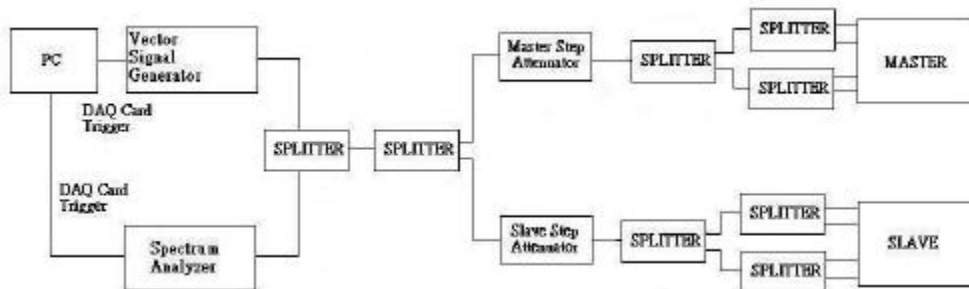 PC
Vector
Signal
Generator
DAQ Card
Trigger
DAQ Card
Trigger
Spectrum
Analyzer
SPLITTER
SPLITTER
Master Step
Attenuator
SPLITTER
SPLITTER
SPLITTER
MASTER
Slave Step
Attenuator
SPLITTER
SPLITTER
SPLITTER
SLAVE